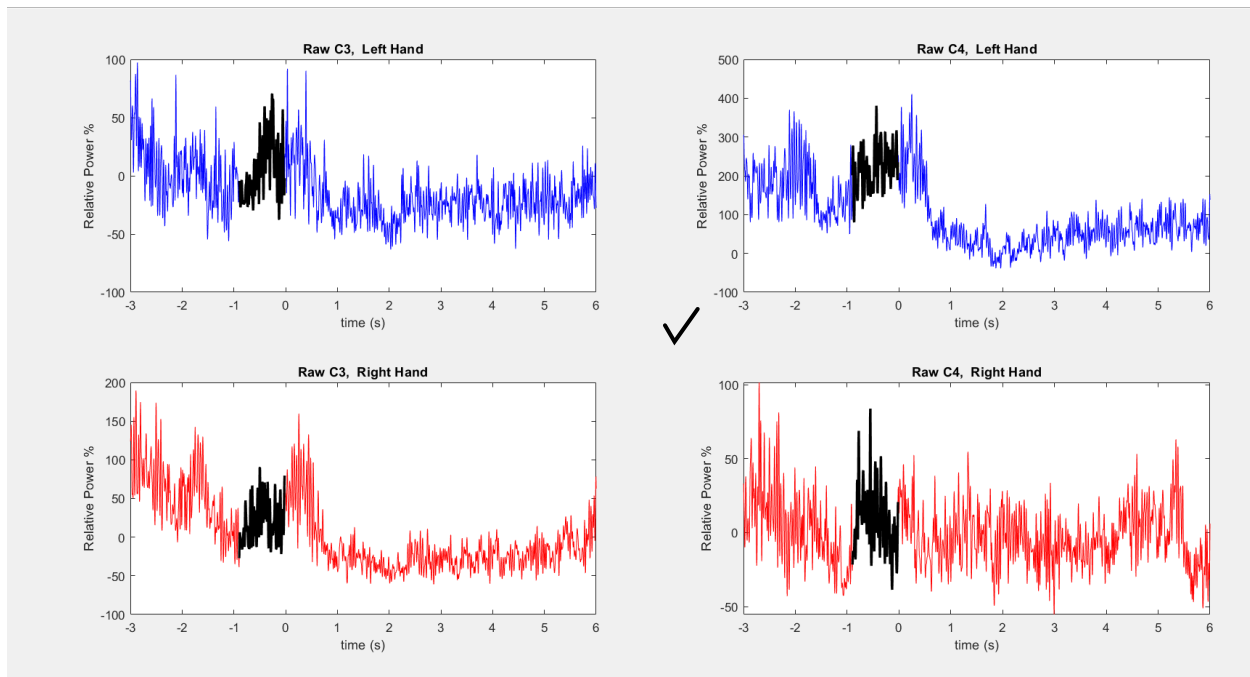 Raw C3,  Left Hand
Relative Power %
100
50
0
-50
-100
-3 -2 -1 0 1 2 3 4 5 6
time (s)
Raw C4,  Left Hand
Relative Power %
500
400
300
200
100
0
-100
-3 -2 -1 0 1 2 3 4 5 6
time (s)
Raw C3,  Right Hand
Relative Power %
200
150
100
50
0
-50
-100
-3 -2 -1 0 1 2 3 4 5 6
time (s)
Raw C4,  Right Hand
Relative Power %
100
50
0
-50
-3 -2 -1 0 1 2 3 4 5 6
time (s)